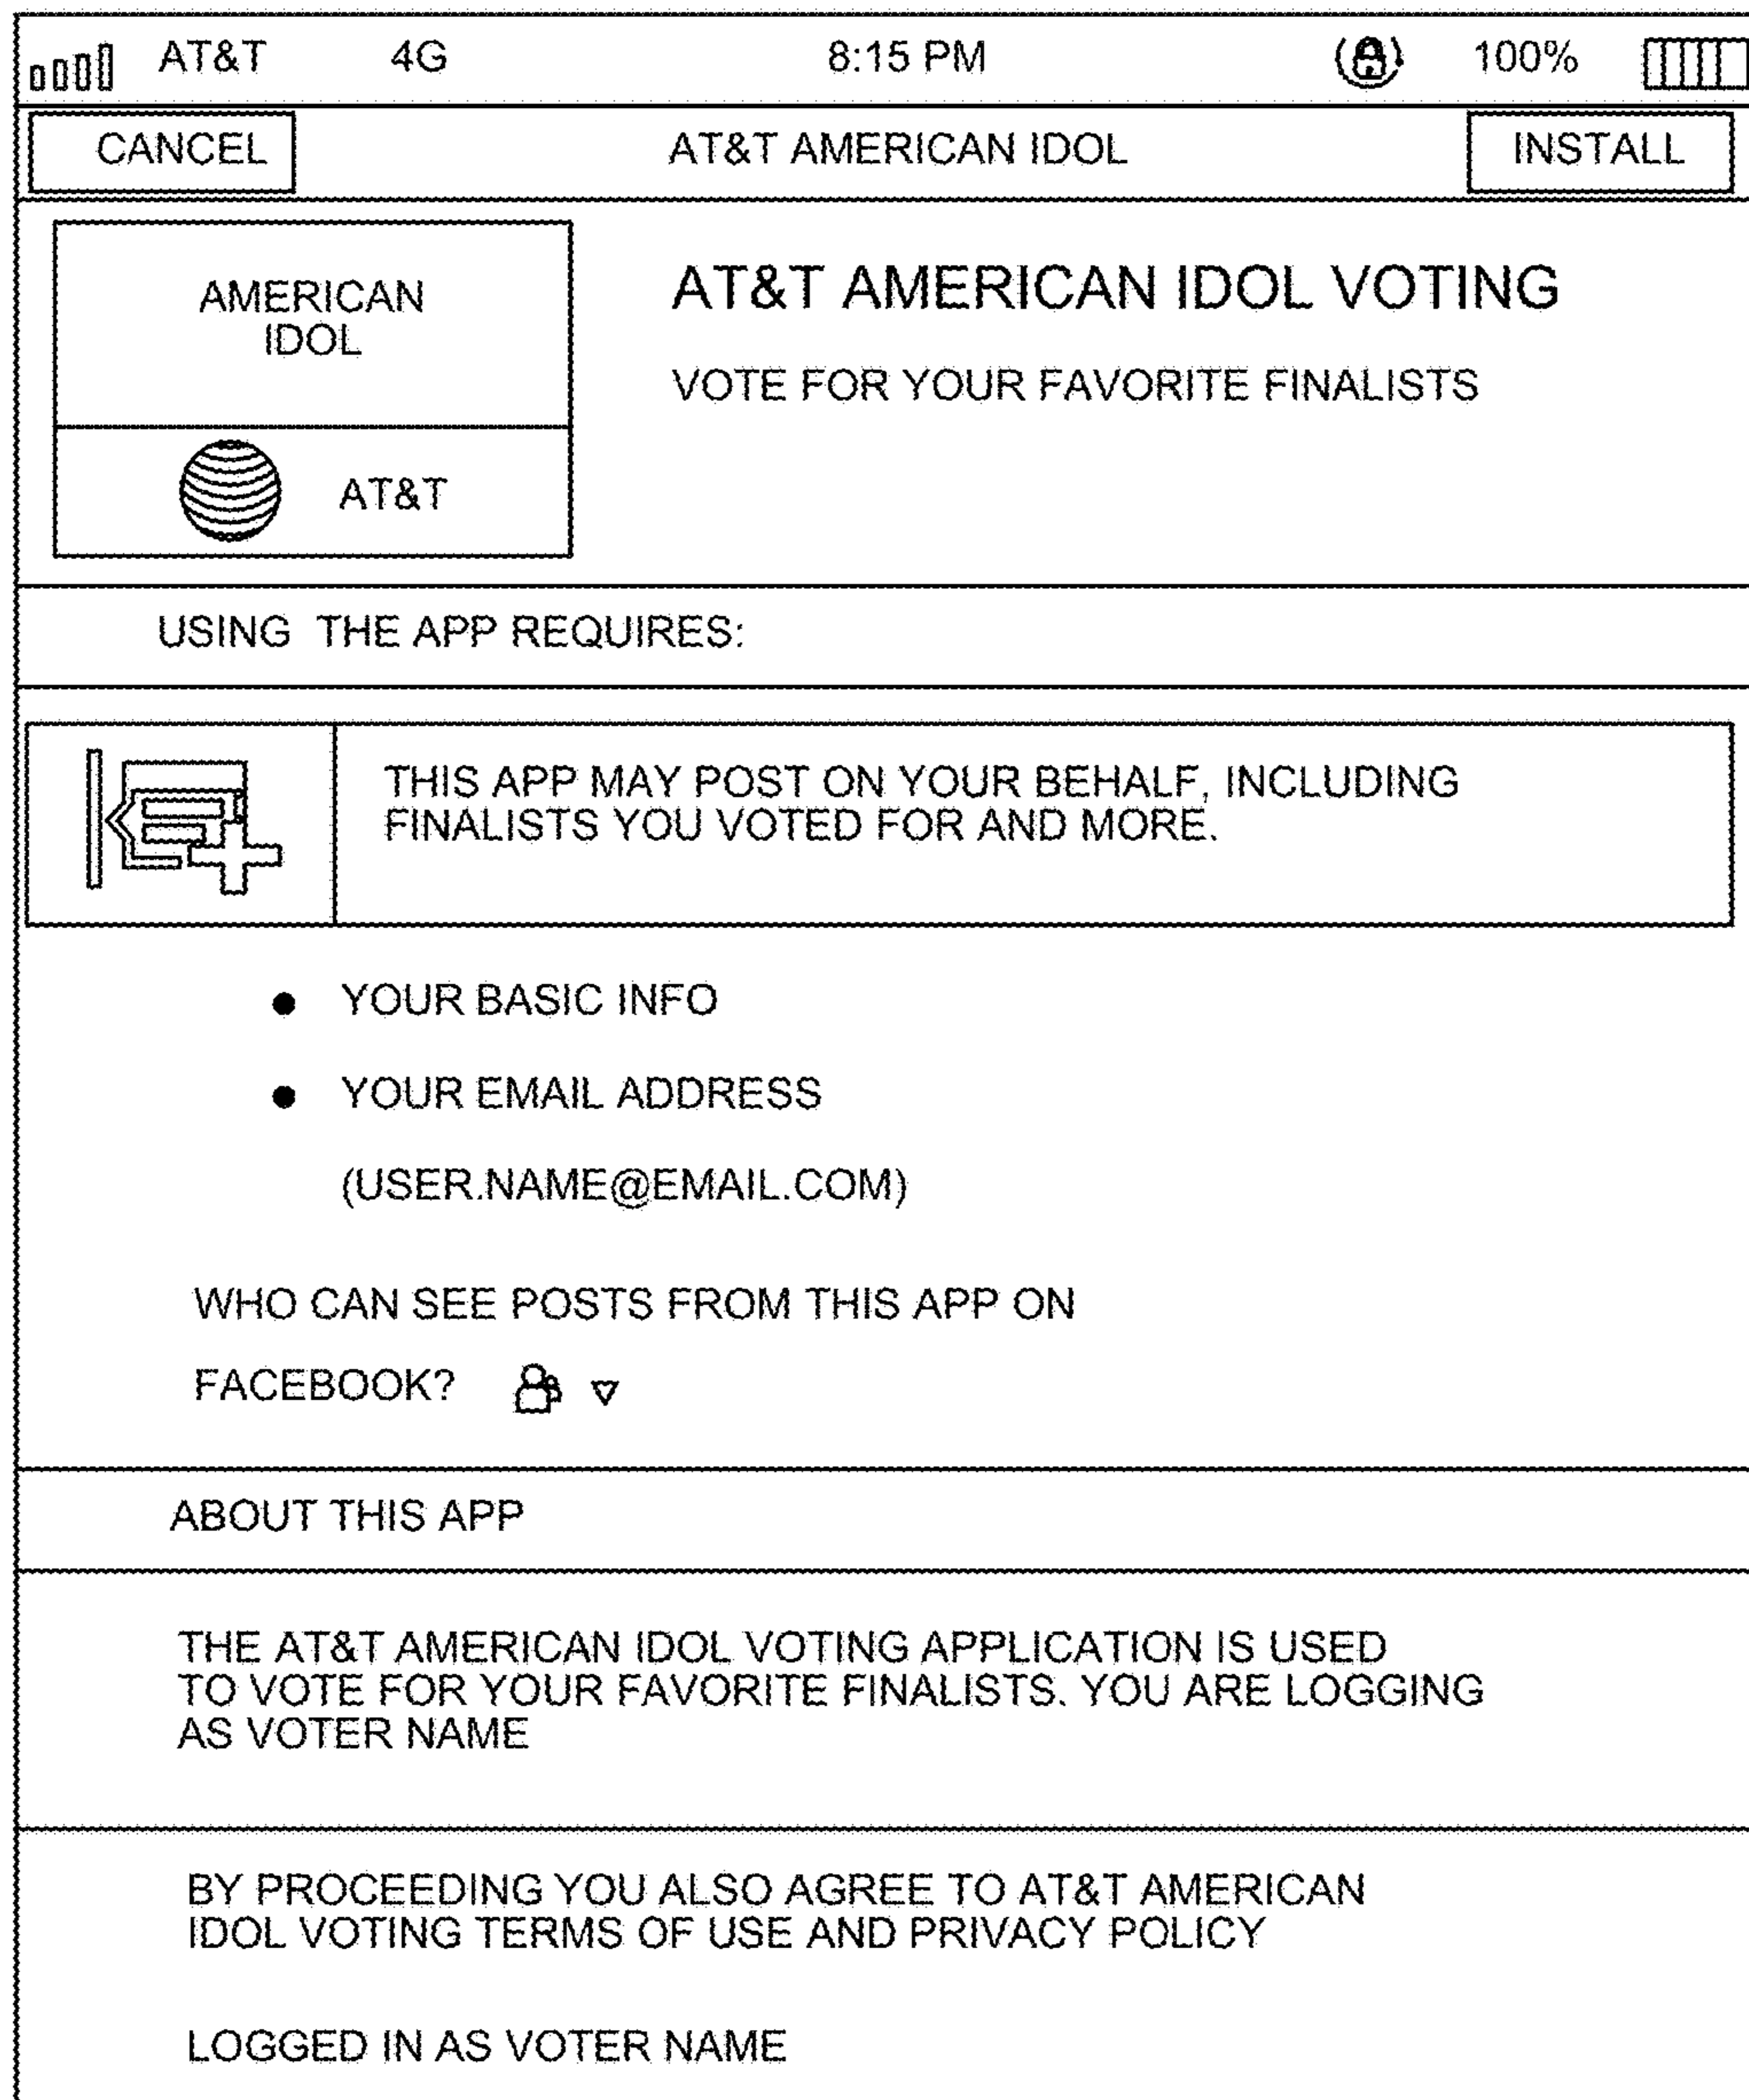 AT&T 4G 8:15 PM 100%
CANCEL AT&T AMERICAN IDOL INSTALL
AMERICAN
IDOL
AT&T AMERICAN IDOL VOTING
VOTE FOR YOUR FAVORITE FINALISTS
AT&T
USING THE APP REQUIRES:
THIS APP MAY POST ON YOUR BEHALF, INCLUDING
FINALISTS YOU VOTED FOR AND MORE.
● YOUR BASIC INFO
● YOUR EMAIL ADDRESS
(USER.NAME@EMAIL.COM)
WHO CAN SEE POSTS FROM THIS APP ON
FACEBOOK?
ABOUT THIS APP
THE AT&T AMERICAN IDOL VOTING APPLICATION IS USED
TO VOTE FOR YOUR FAVORITE FINALISTS. YOU ARE LOGGING
AS VOTER NAME
BY PROCEEDING YOU ALSO AGREE TO AT&T AMERICAN
IDOL VOTING TERMS OF USE AND PRIVACY POLICY
LOGGED IN AS VOTER NAME